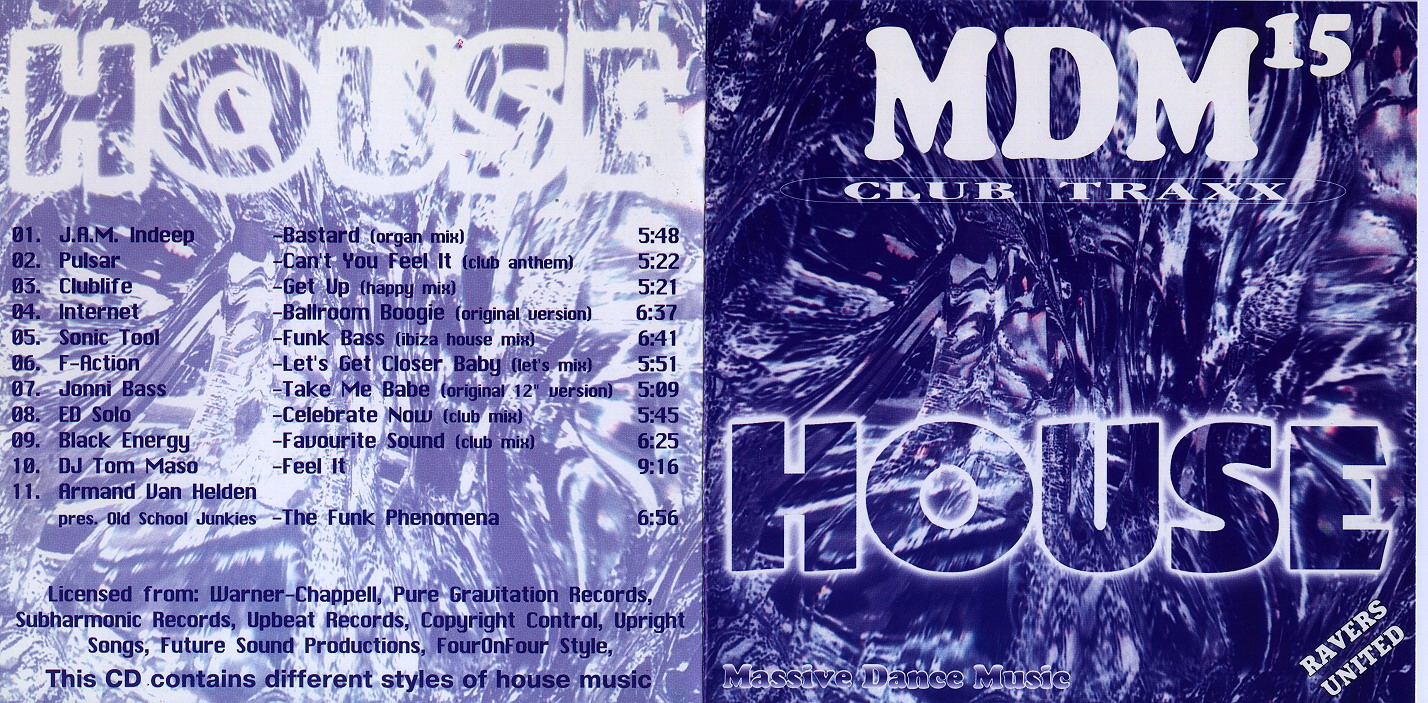 HOUSE
01. J.A.M. Indeep -Bastard (organ mix) 5:48
02. Pulsar -Can't You Feel It (club anthem) 5:22
03. Clublife -Get Up (happy mix) 5:21
04. Internet -Ballroom Boogie (original version) 6:37
05. Sonic Tool -Funk Bass (ibiza house mix) 6:41
06. F-Action -Let's Get Closer Baby (let's mix) 5:51
07. Jonni Bass -Take Me Babe (original 12" version) 5:09
08. ED Solo -Celebrate Now (club mix) 5:45
09. Black Energy -Favourite Sound (club mix) 6:25
10. DJ Tom Maso -Feel It 9:16
11. Armand Van Helden
pres. Old School Junkies -The Funk Phenomena 6:56
Licensed from: Warner-Chappell, Pure Gravitation Records,
Subharmonic Records, Upbeat Records, Copyright Control, Upright
Songs, Future Sound Productions, FourOnFour Style,
This CD contains different styles of house music
MDM 15
CLUB TRAXX
HOUSE
Massive Dance Music
RAVERS
UNITED